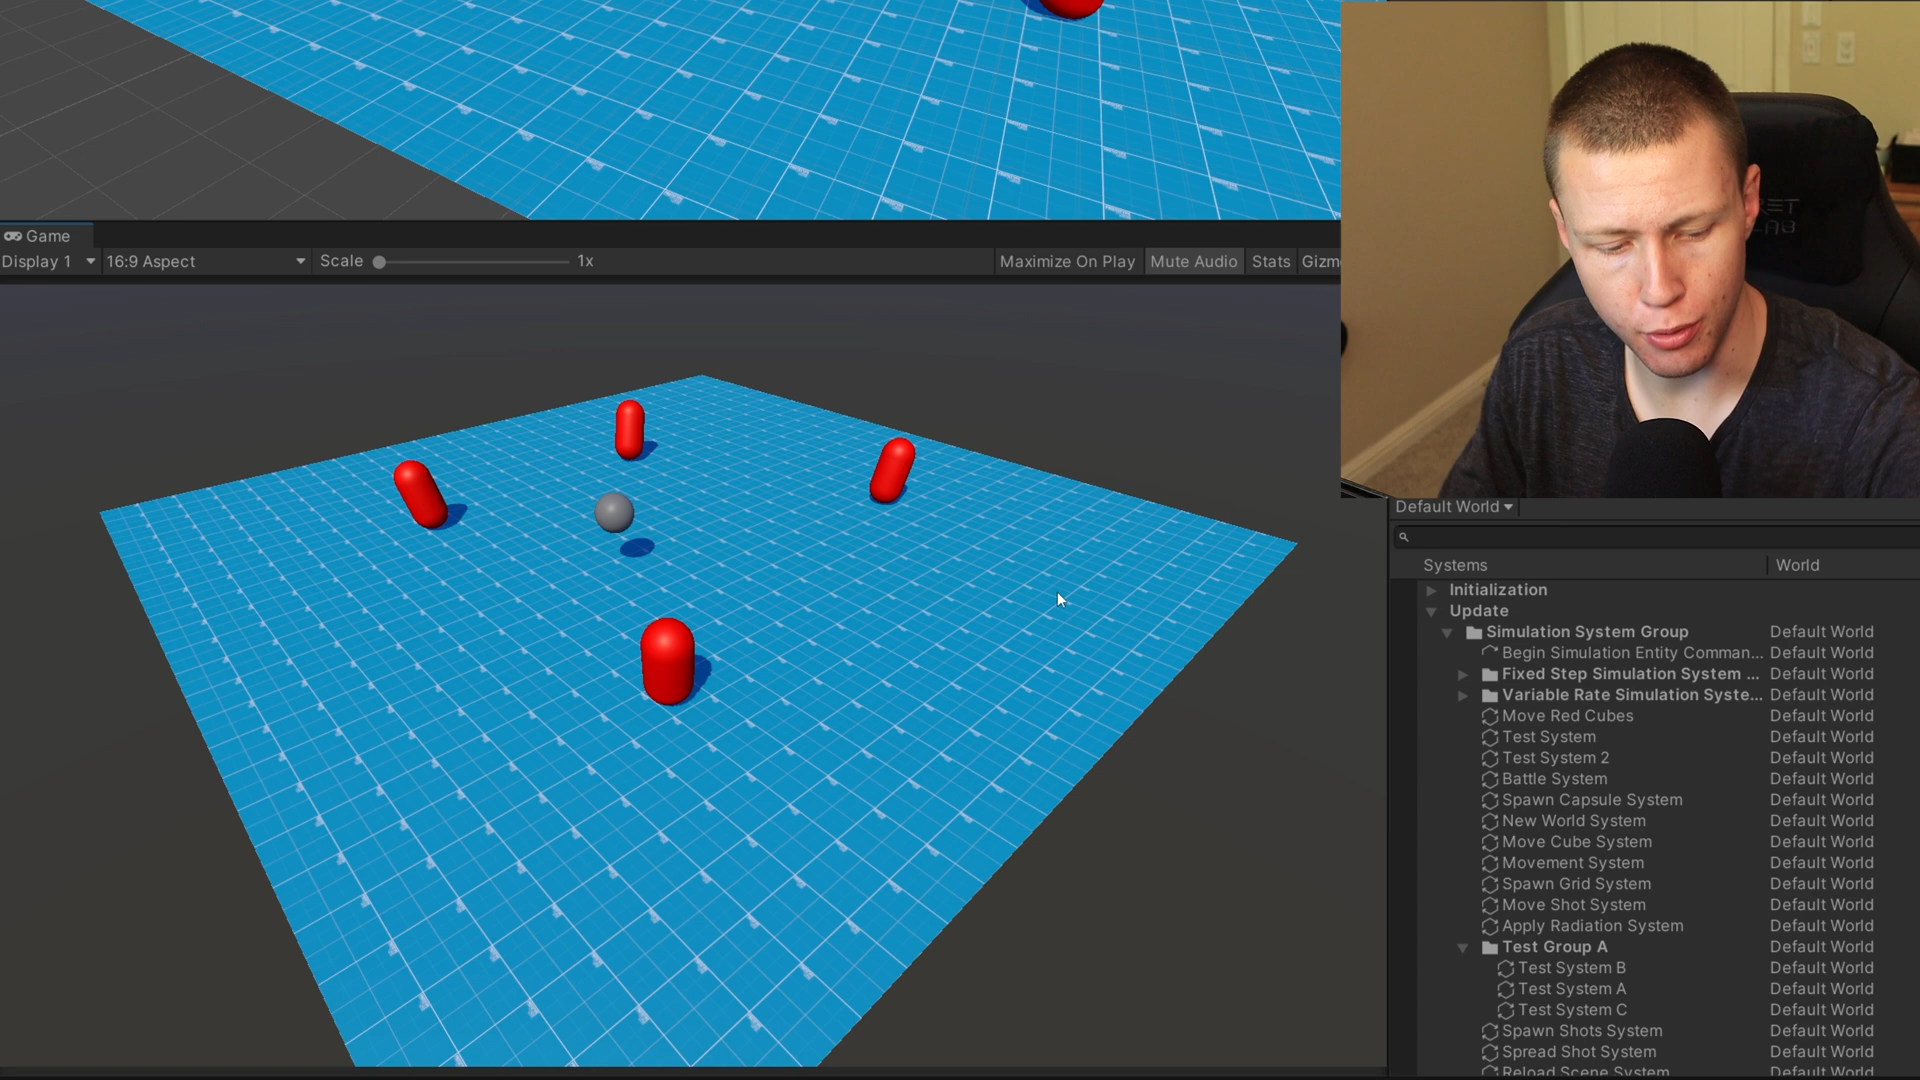 Game
Display 1 16:9 Aspect Scale 1x Maximize On Play Mute Audio Stats Gizm
Default World
Systems World
Initialization
Update
Simulation System Group Default World
Begin Simulation Entity Comman... Default World
Fixed Step Simulation System ... Default World
Variable Rate Simulation Syste... Default World
Move Red Cubes Default World
Test System Default World
Test System 2 Default World
Battle System Default World
Spawn Capsule System Default World
New World System Default World
Move Cube System Default World
Movement System Default World
Spawn Grid System Default World
Move Shot System Default World
Apply Radiation System Default World
Test Group A Default World
Test System B Default World
Test System A Default World
Test System C Default World
Spawn Shots System Default World
Spread Shot System Default World
Reload Scene System Default World